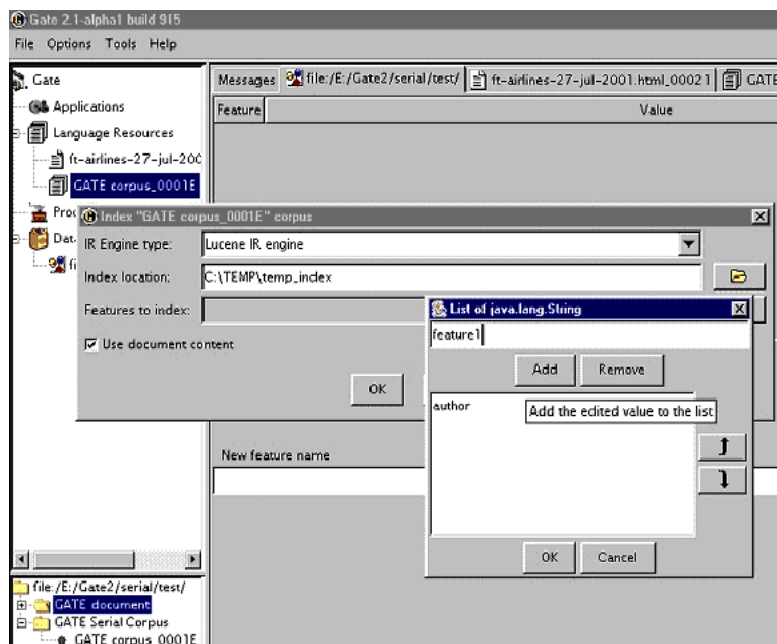 Gate 2.1-alpha1 build 915
File Options Tools Help
Gate
Applications
Language Resources
ft-airlines-27-jul-200
GATE corpus_0001E
Messages file:/E:/Gate2/serial/test/ ft-airlines-27-jul-2001.html_00021 GATE
Feature Value
Index "GATE corpus_0001E" corpus
IR Engine type: Lucene IR engine
Index location: C:\TEMP\temp_index
Features to index:
Use document content
OK
List of java.lang.String
feature1
Add Remove
author
Add the edited value to the list
OK Cancel
New feature name
file:/E:/Gate2/serial/test/
GATE document
GATE Serial Corpus
GATE corpus_0001E